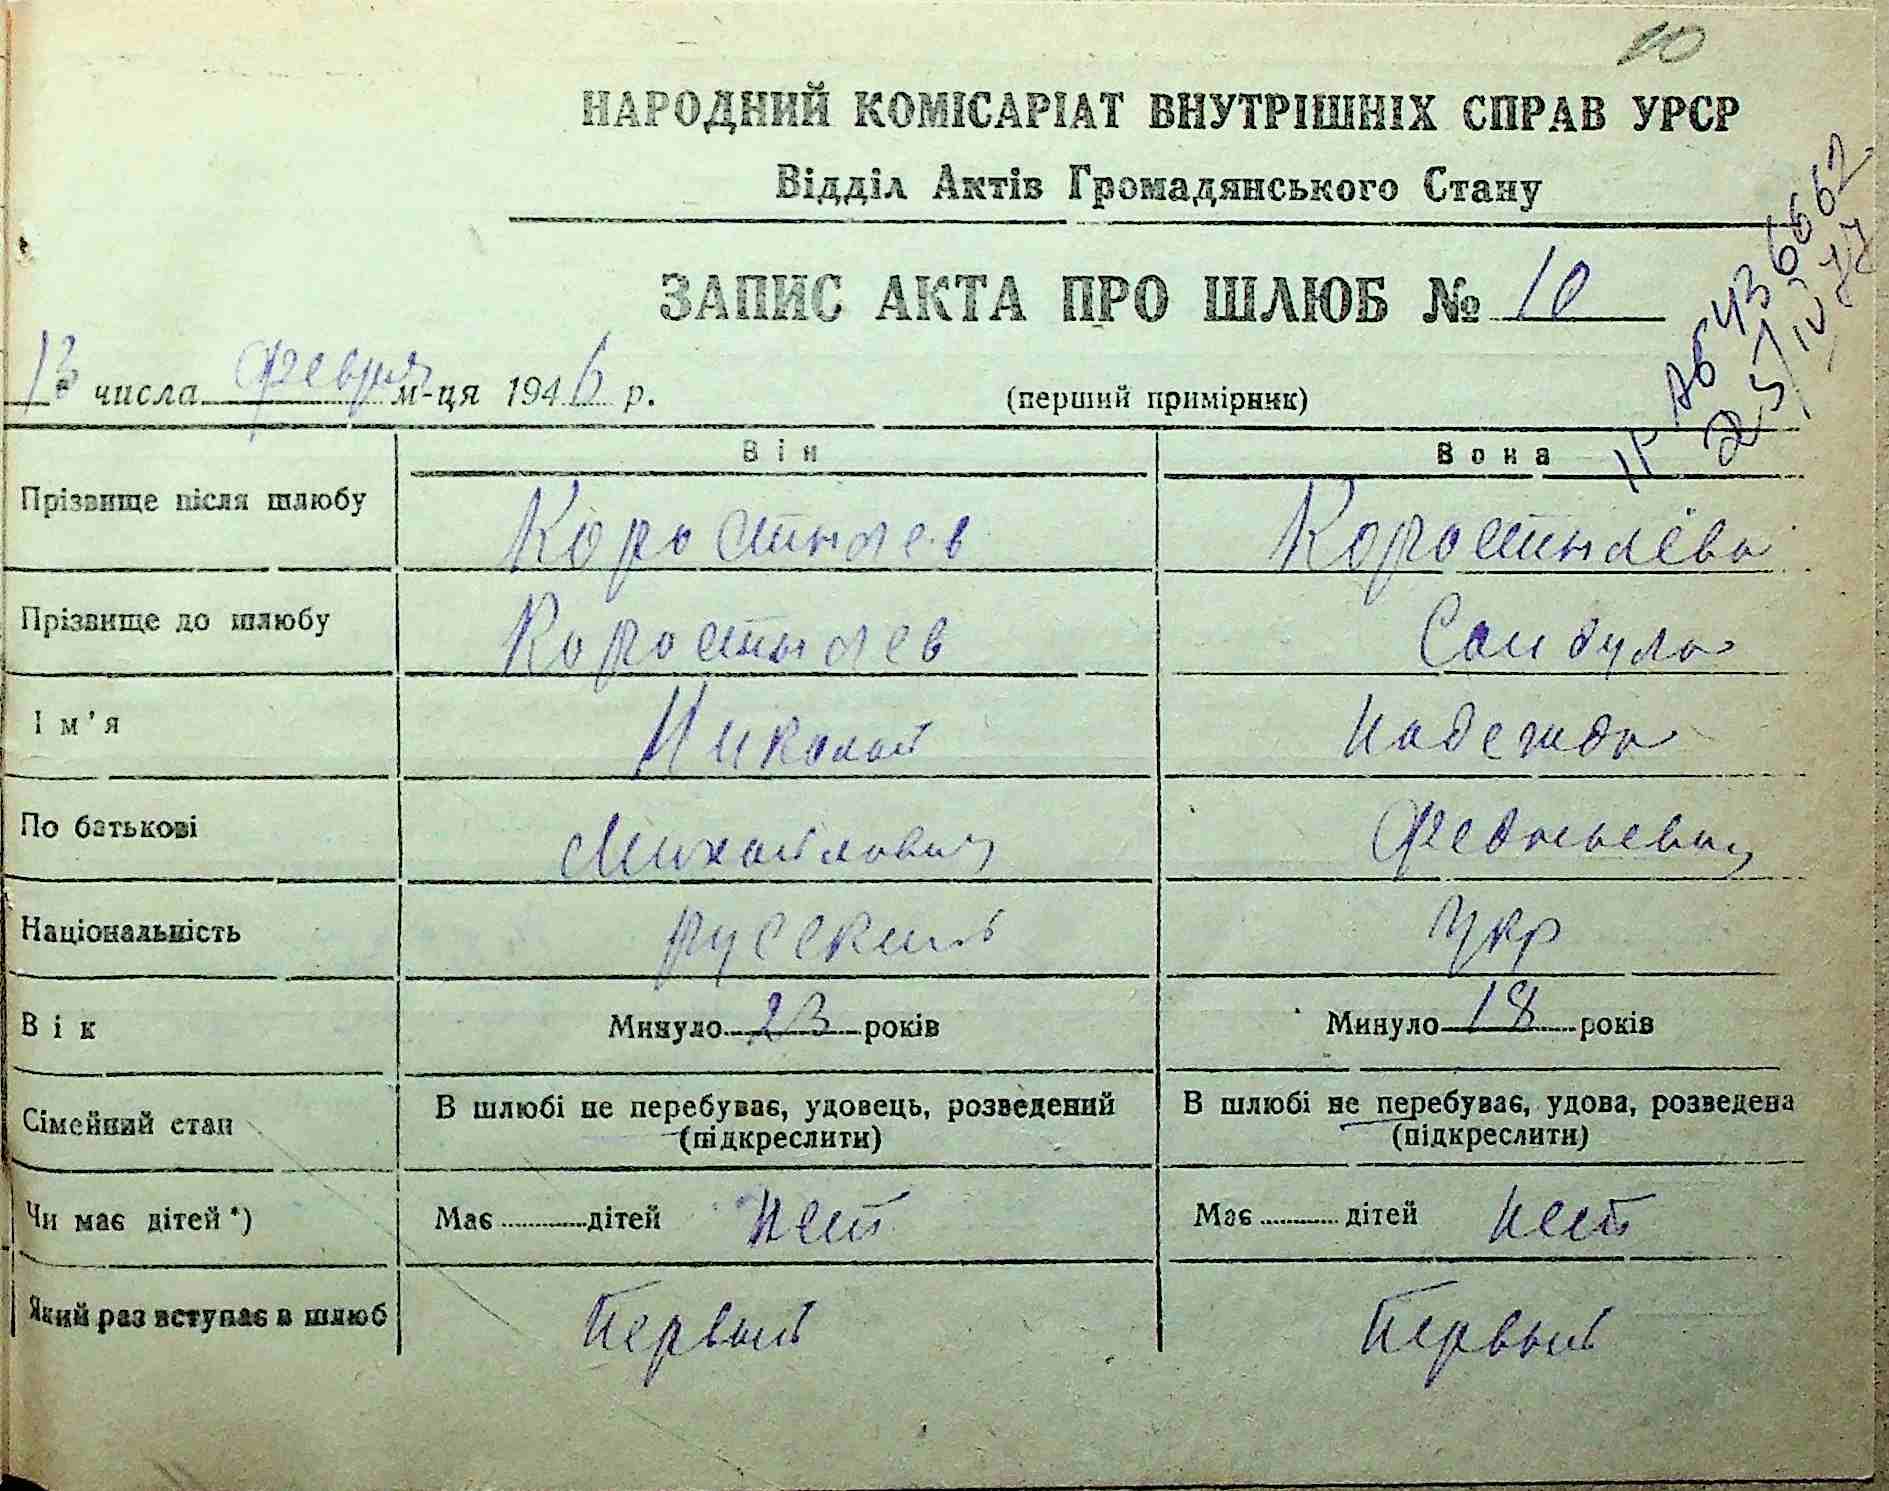 10
НАРОДНИЙ КОМІСАРІАТ ВНУТРІШНІХ СПРАВ УРСР
Відділ Актів Громадянського Стану
ЗАПИС АКТА ПРО ШЛЮБ № 10
13 числа февря м-ця 1946 р. (перший примірник)
Він Вона
Прізвище після шлюбу Коростылев Коростылёва
Прізвище до шлюбу Коростылев Сандула
Ім'я Николай Надежда
По батькові Михайлович
Національність русский Укр
Вік Минуло 23 років Минуло 18 років
Сімейний стан В шлюбі не перебуває, удовець, розведений В шлюбі не перебуває, удова, розведена
(підкреслити) (підкреслити)
Чи має дітей *) Має дітей Нет Має дітей Нет
Який раз вступає в шлюб Первый Первый